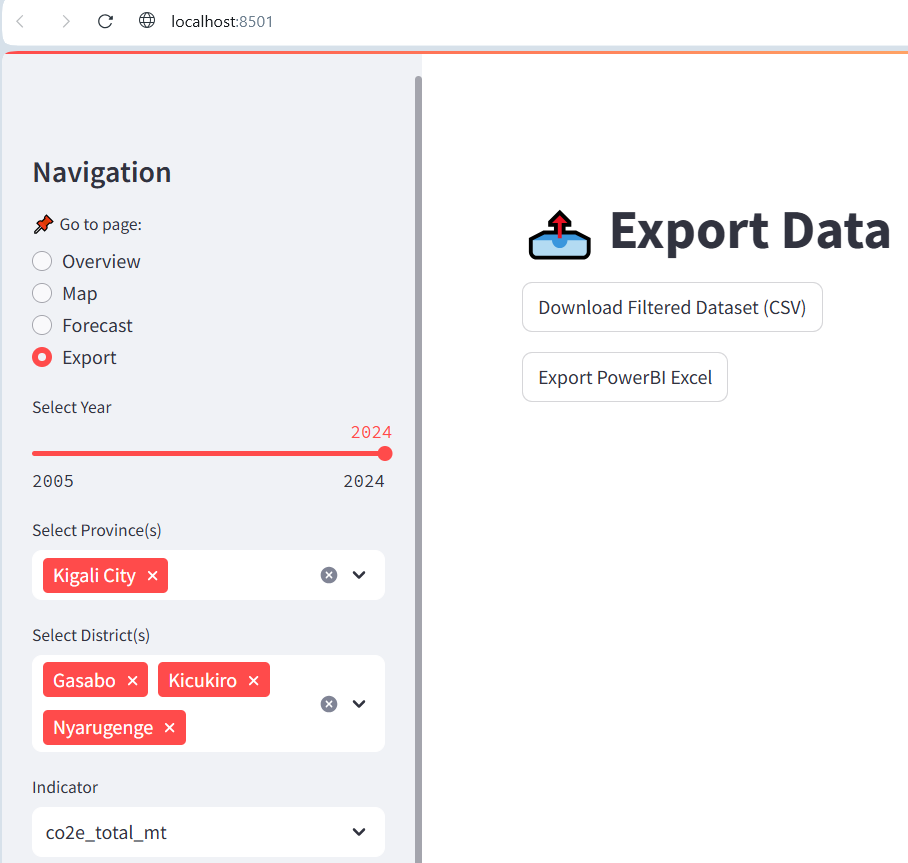 localhost:8501
Navigation
Go to page:
Overview
Map
Forecast
Export
Select Year
2024
2005 2024
Select Province(s)
Kigali City
Select District(s)
Gasabo Kicukiro
Nyarugenge
Indicator
co2e_total_mt
Export Data
Download Filtered Dataset (CSV)
Export PowerBI Excel